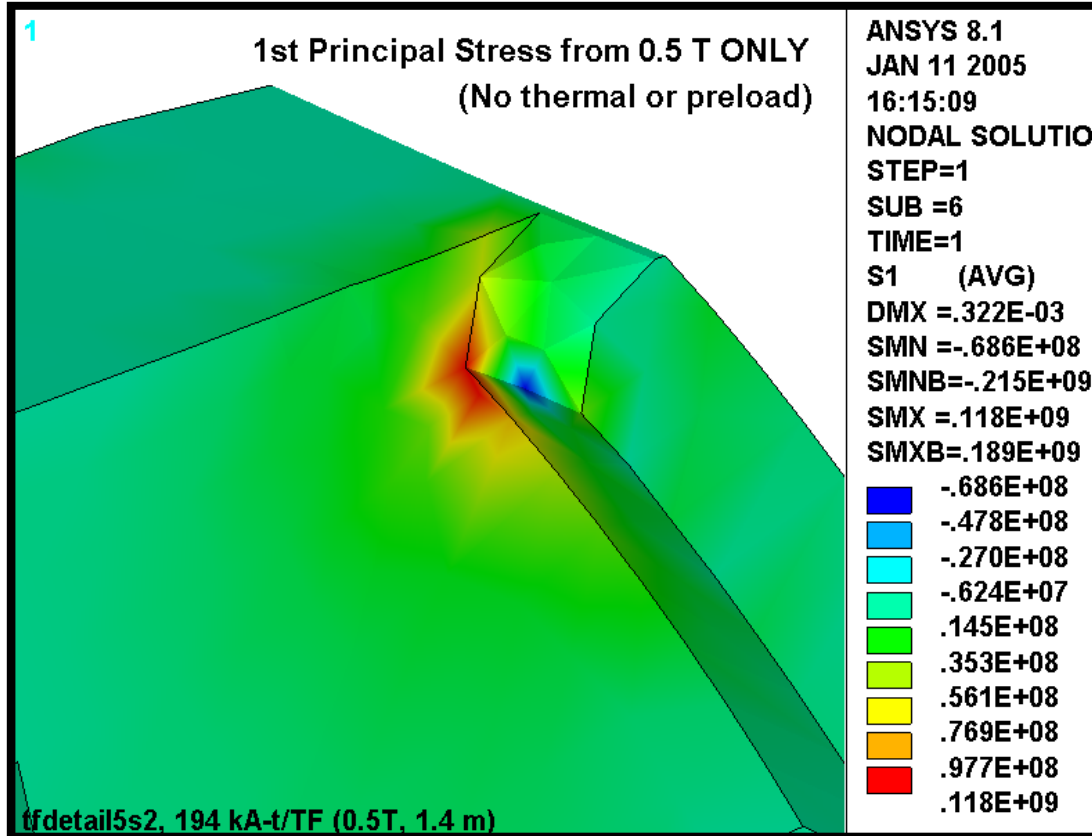 1
1st Principal Stress from 0.5 T ONLY
(No thermal or preload)
ANSYS 8.1
JAN 11 2005
16:15:09
NODAL SOLUTIO
STEP=1
SUB =6
TIME=1
S1 (AVG)
DMX =.322E-03
SMN =-.686E+08
SMNB=-.215E+09
SMX =.118E+09
SMXB=.189E+09
-.686E+08
-.478E+08
-.270E+08
-.624E+07
.145E+08
.353E+08
.561E+08
.769E+08
.977E+08
.118E+09
tfdetail5s2, 194 kA-t/TF (0.5T, 1.4 m)